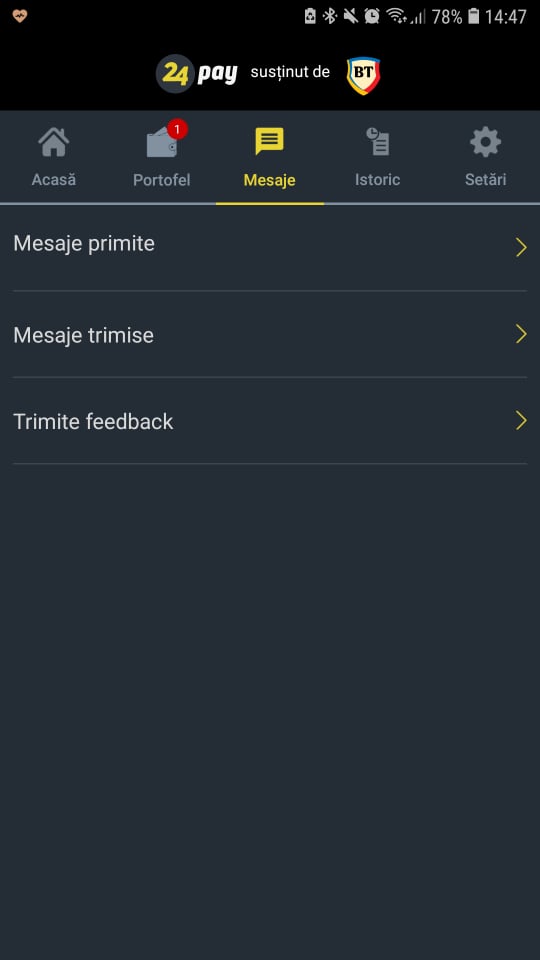 78% 14:47
24 pay susținut de BT
1
Acasă Portofel Mesaje Istoric Setări
Mesaje primite
Mesaje trimise
Trimite feedback